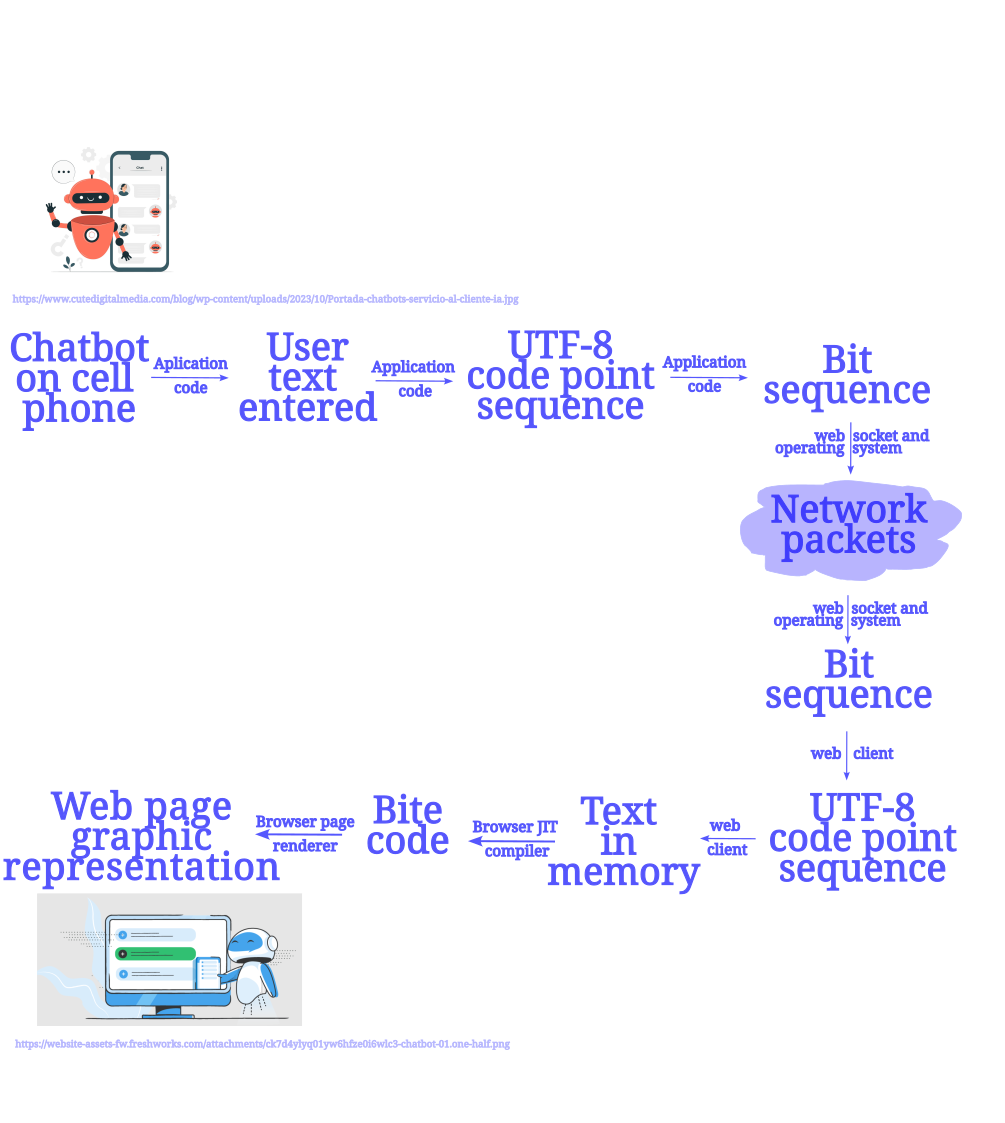 Chat
https://www.cutedigitalmedia.com/blog/wp-content/uploads/2023/10/Portada-chatbots-servicio-al-cliente-ia.jpg
Chatbot
on cell
phone
Aplication
code
User
text
entered
Application
code
UTF-8
code point
sequence
Application
code
Bit
sequence
web socket and
operating system
Network
packets
web socket and
operating system
Bit
sequence
web client
UTF-8
code point
sequence
web
client
Text
in
memory
Browser JIT
compiler
Bite
code
Browser page
renderer
Web page
graphic
representation
https://website-assets-fw.freshworks.com/attachments/ck7d4ylyq01yw6hfze0i6wlc3-chatbot-01.one-half.png